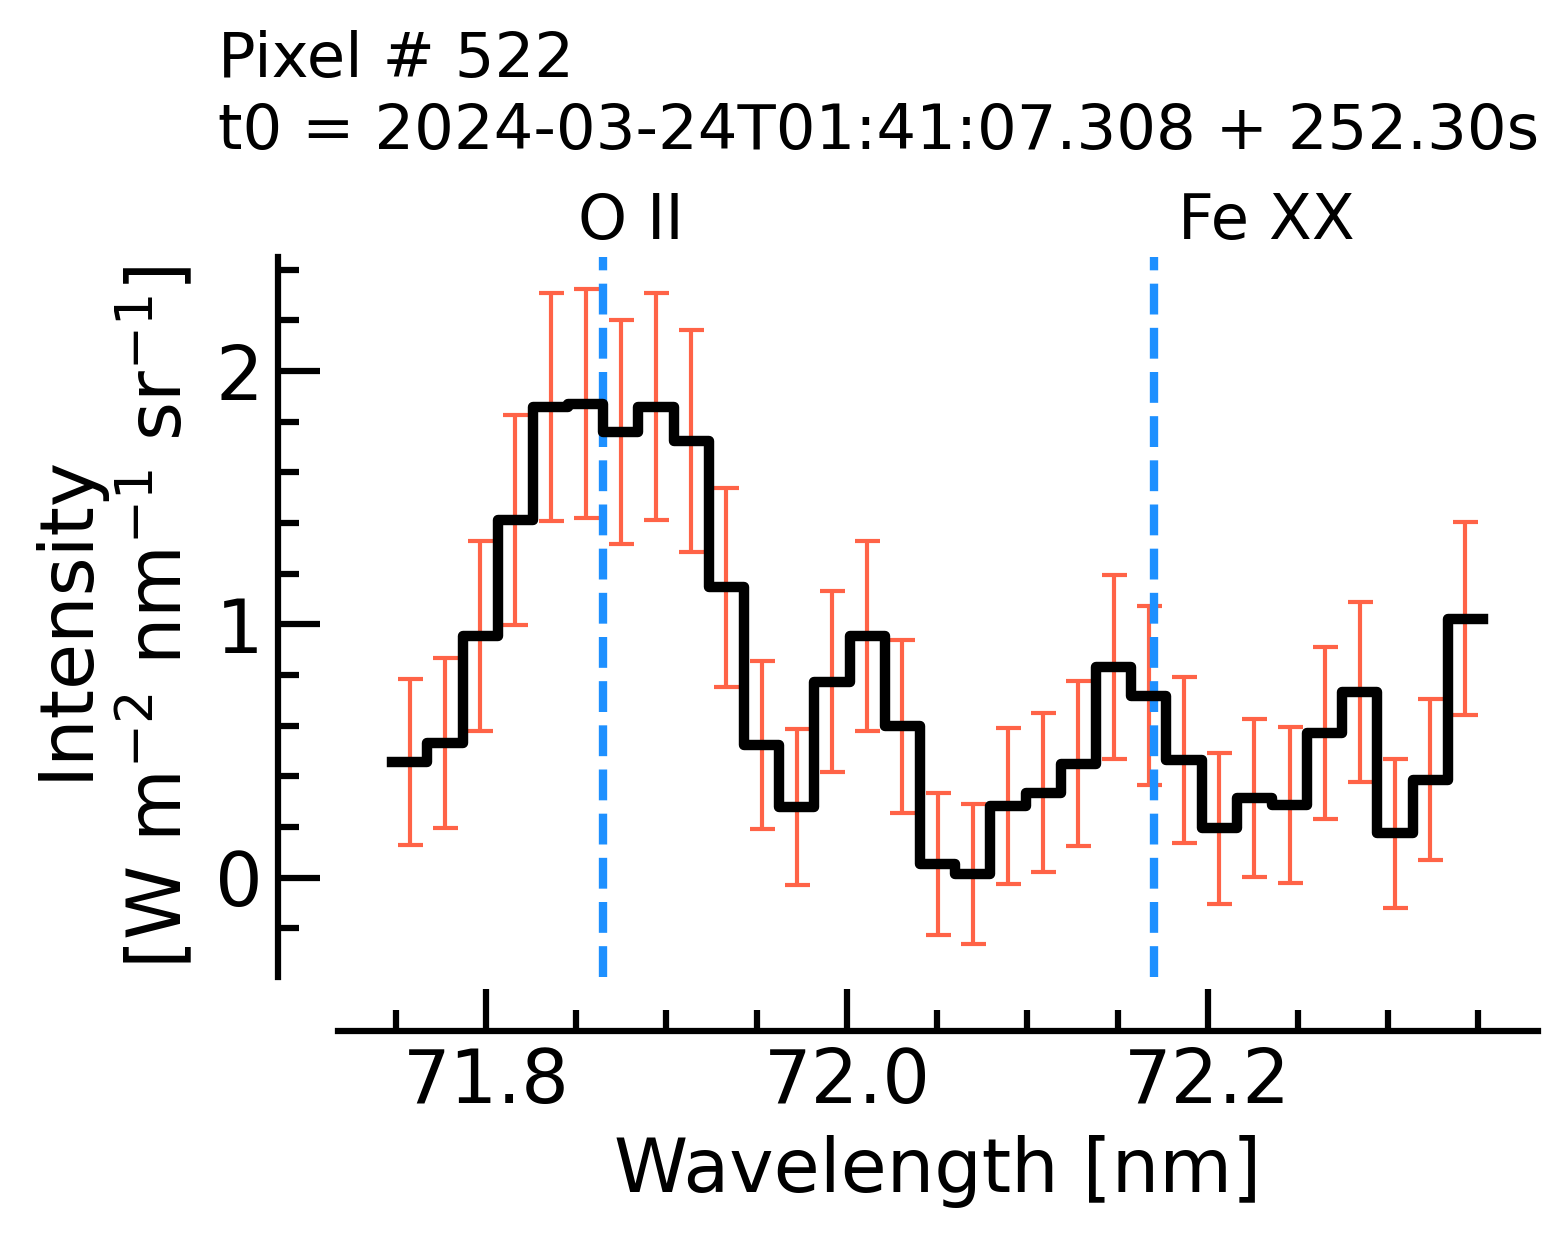 Pixel # 522
t0 = 2024-03-24T01:41:07.308 + 252.30s
O II
Fe XX
Intensity
[W m⁻² nm⁻¹ sr⁻¹]
2
1
0
71.8
72.0
72.2
Wavelength [nm]